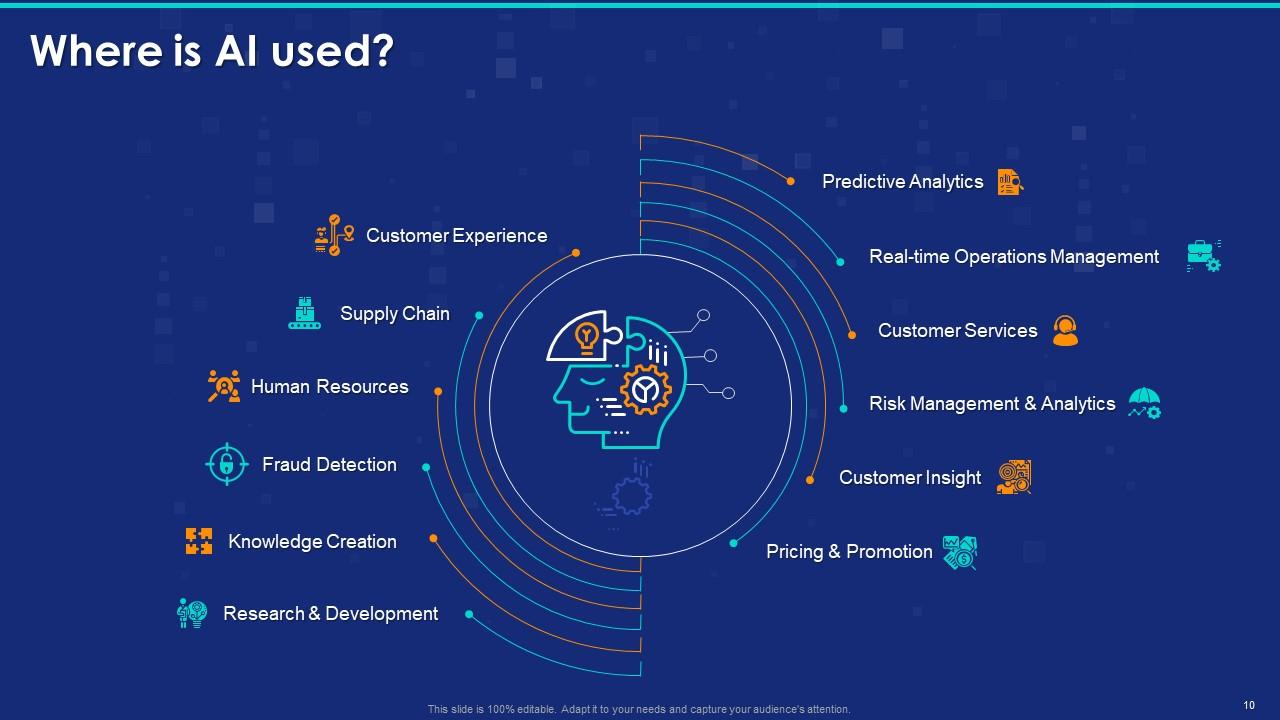 Where is AI used?
Customer Experience
Supply Chain
Human Resources
Fraud Detection
Knowledge Creation
Research & Development
Predictive Analytics
Real-time Operations Management
Customer Services
Risk Management & Analytics
Customer Insight
Pricing & Promotion
This slide is 100% editable. Adapt it to your needs and capture your audience's attention.
10